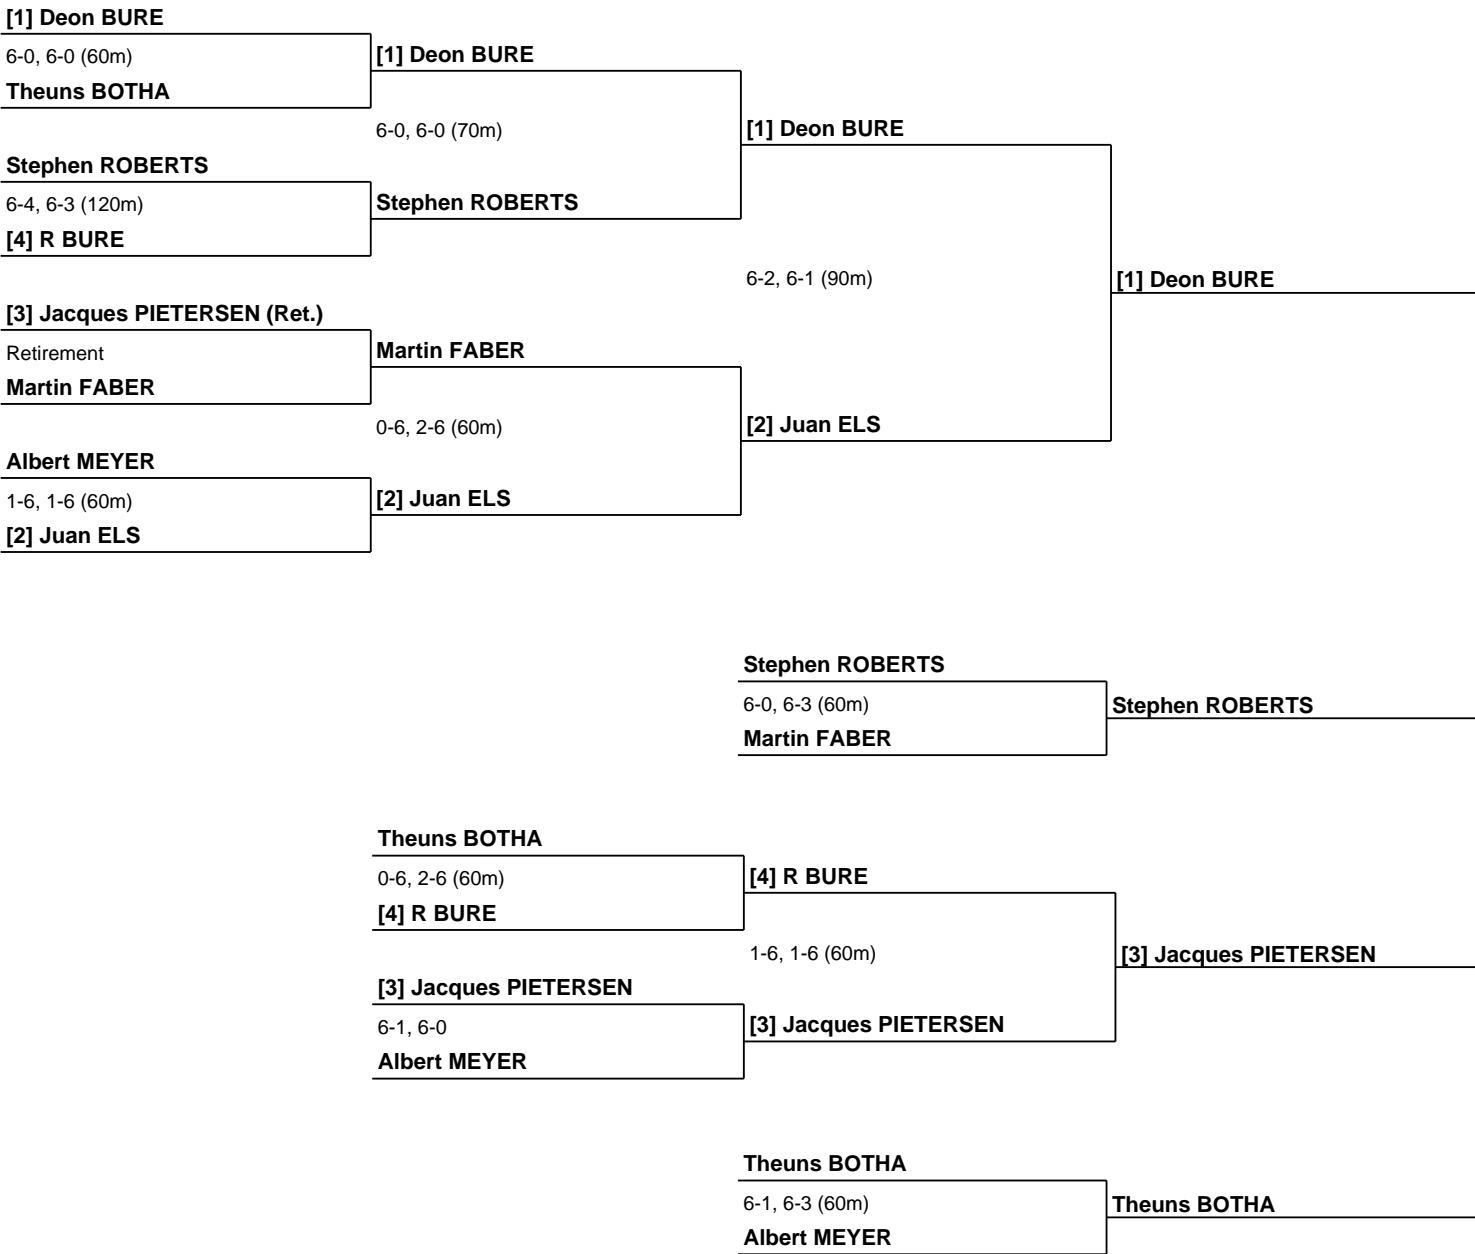 [1] Deon BURE
6-0, 6-0 (60m)
[1] Deon BURE
Theuns BOTHA
6-0, 6-0 (70m)
[1] Deon BURE
Stephen ROBERTS
6-4, 6-3 (120m)
Stephen ROBERTS
[4] R BURE
6-2, 6-1 (90m)
[1] Deon BURE
[3] Jacques PIETERSEN (Ret.)
Retirement
Martin FABER
Martin FABER
0-6, 2-6 (60m)
[2] Juan ELS
Albert MEYER
1-6, 1-6 (60m)
[2] Juan ELS
[2] Juan ELS
Stephen ROBERTS
6-0, 6-3 (60m)
Stephen ROBERTS
Martin FABER
Theuns BOTHA
0-6, 2-6 (60m)
[4] R BURE
[4] R BURE
1-6, 1-6 (60m)
[3] Jacques PIETERSEN
[3] Jacques PIETERSEN
6-1, 6-0
[3] Jacques PIETERSEN
Albert MEYER
Theuns BOTHA
6-1, 6-3 (60m)
Theuns BOTHA
Albert MEYER